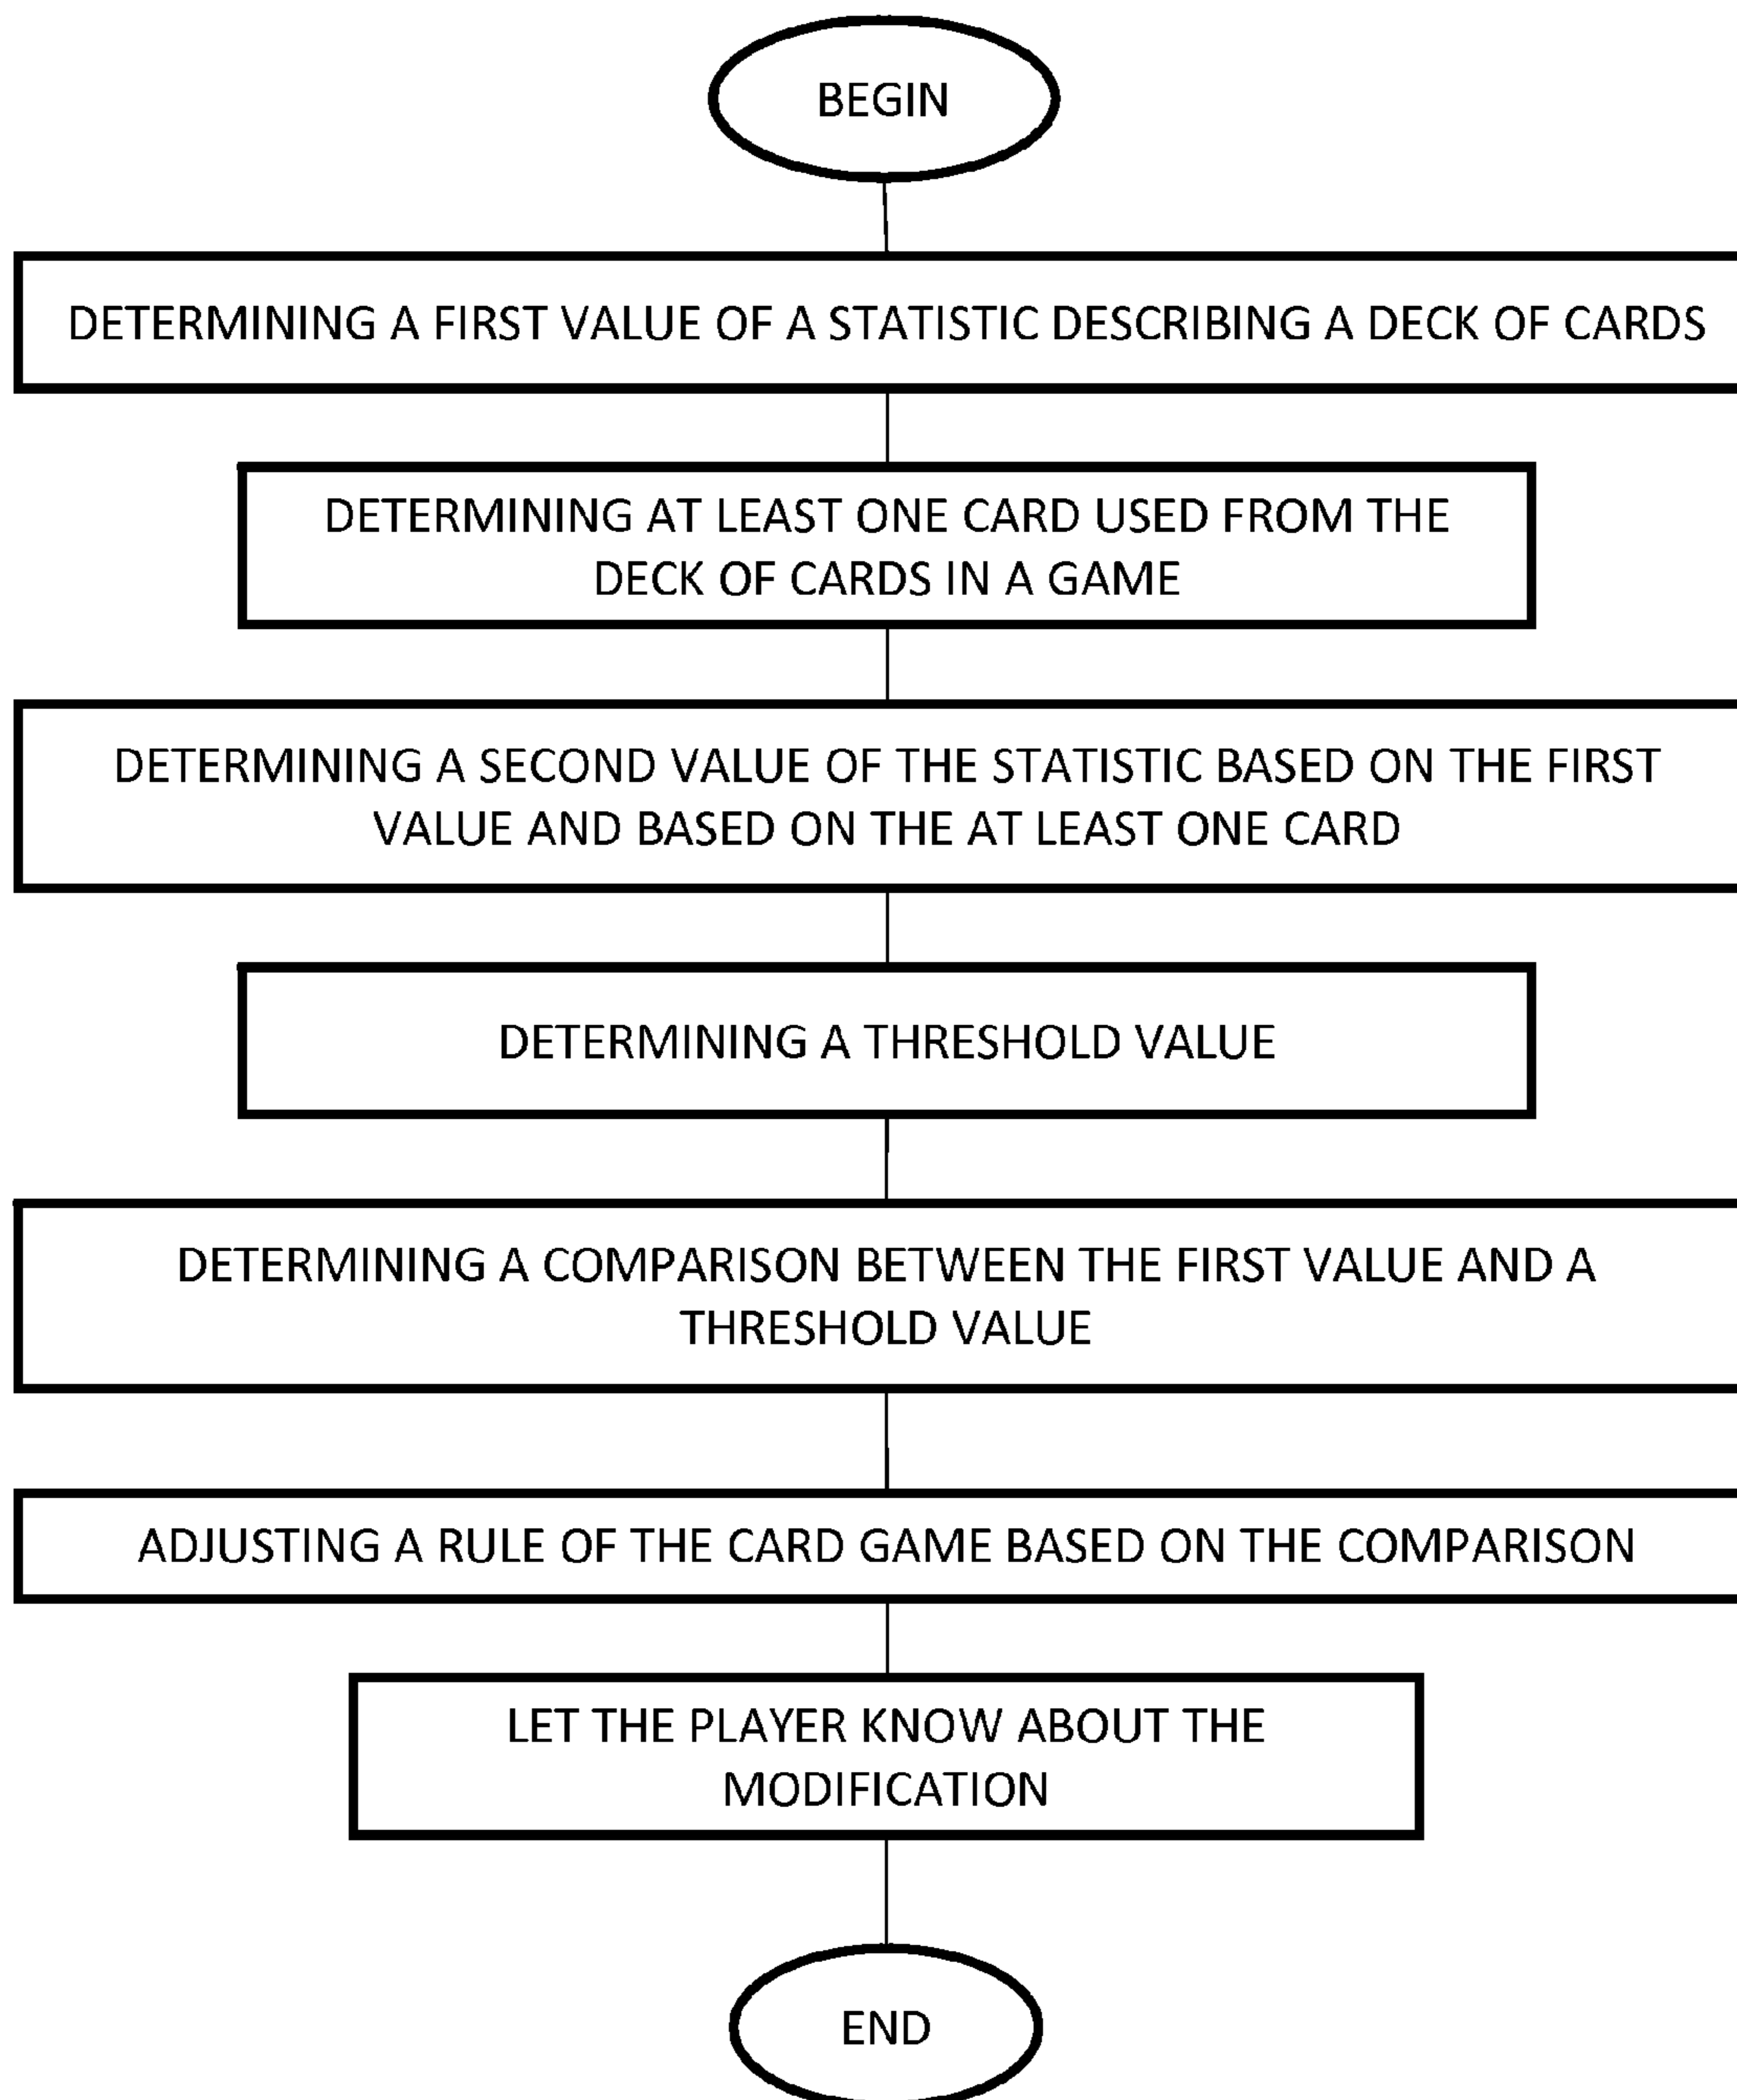 BEGIN
DETERMINING A FIRST VALUE OF A STATISTIC DESCRIBING A DECK OF CARDS
DETERMINING AT LEAST ONE CARD USED FROM THE
DECK OF CARDS IN A GAME
DETERMINING A SECOND VALUE OF THE STATISTIC BASED ON THE FIRST
VALUE AND BASED ON THE AT LEAST ONE CARD
DETERMINING A THRESHOLD VALUE
DETERMINING A COMPARISON BETWEEN THE FIRST VALUE AND A
THRESHOLD VALUE
ADJUSTING A RULE OF THE CARD GAME BASED ON THE COMPARISON
LET THE PLAYER KNOW ABOUT THE
MODIFICATION
END